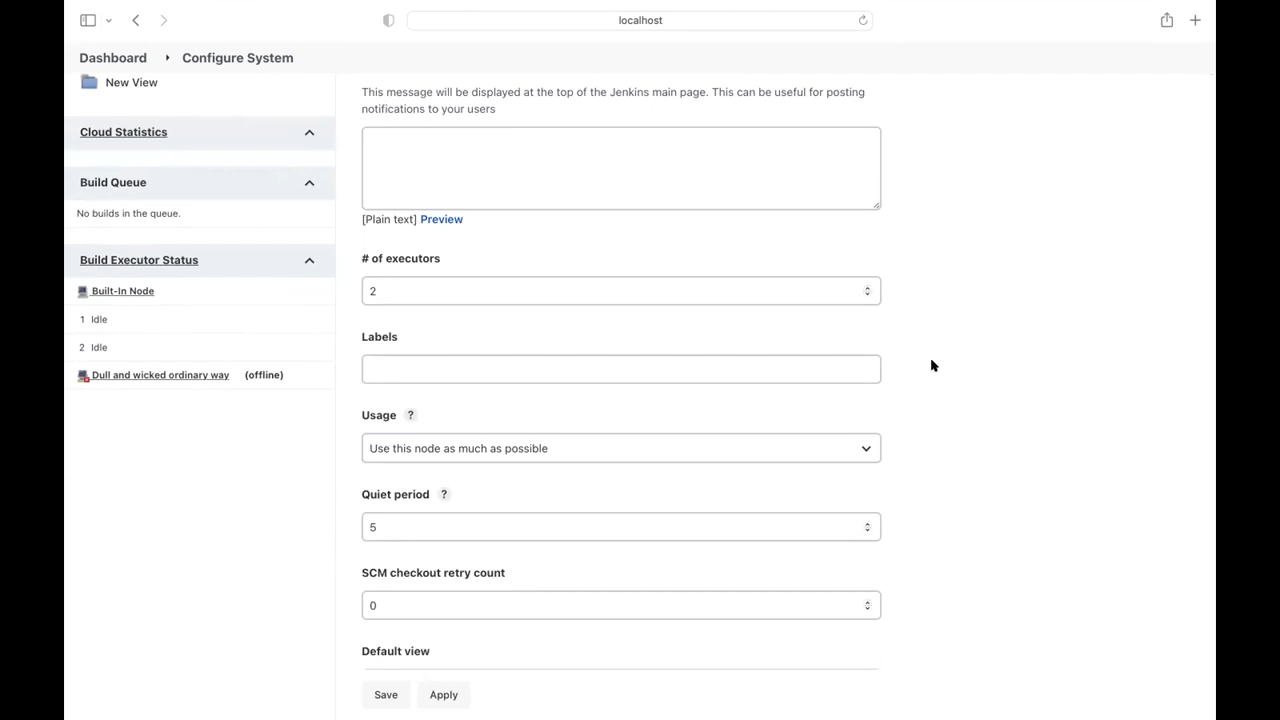 localhost
Dashboard
Configure System
New View
Cloud Statistics
Build Queue
No builds in the queue.
Build Executor Status
Built-In Node
1 Idle
2 Idle
Dull and wicked ordinary way (offline)
This message will be displayed at the top of the Jenkins main page. This can be useful for posting
notifications to your users
[Plain text] Preview
# of executors
2
Labels
Usage ?
Use this node as much as possible
Quiet period ?
5
SCM checkout retry count
0
Default view
Save Apply